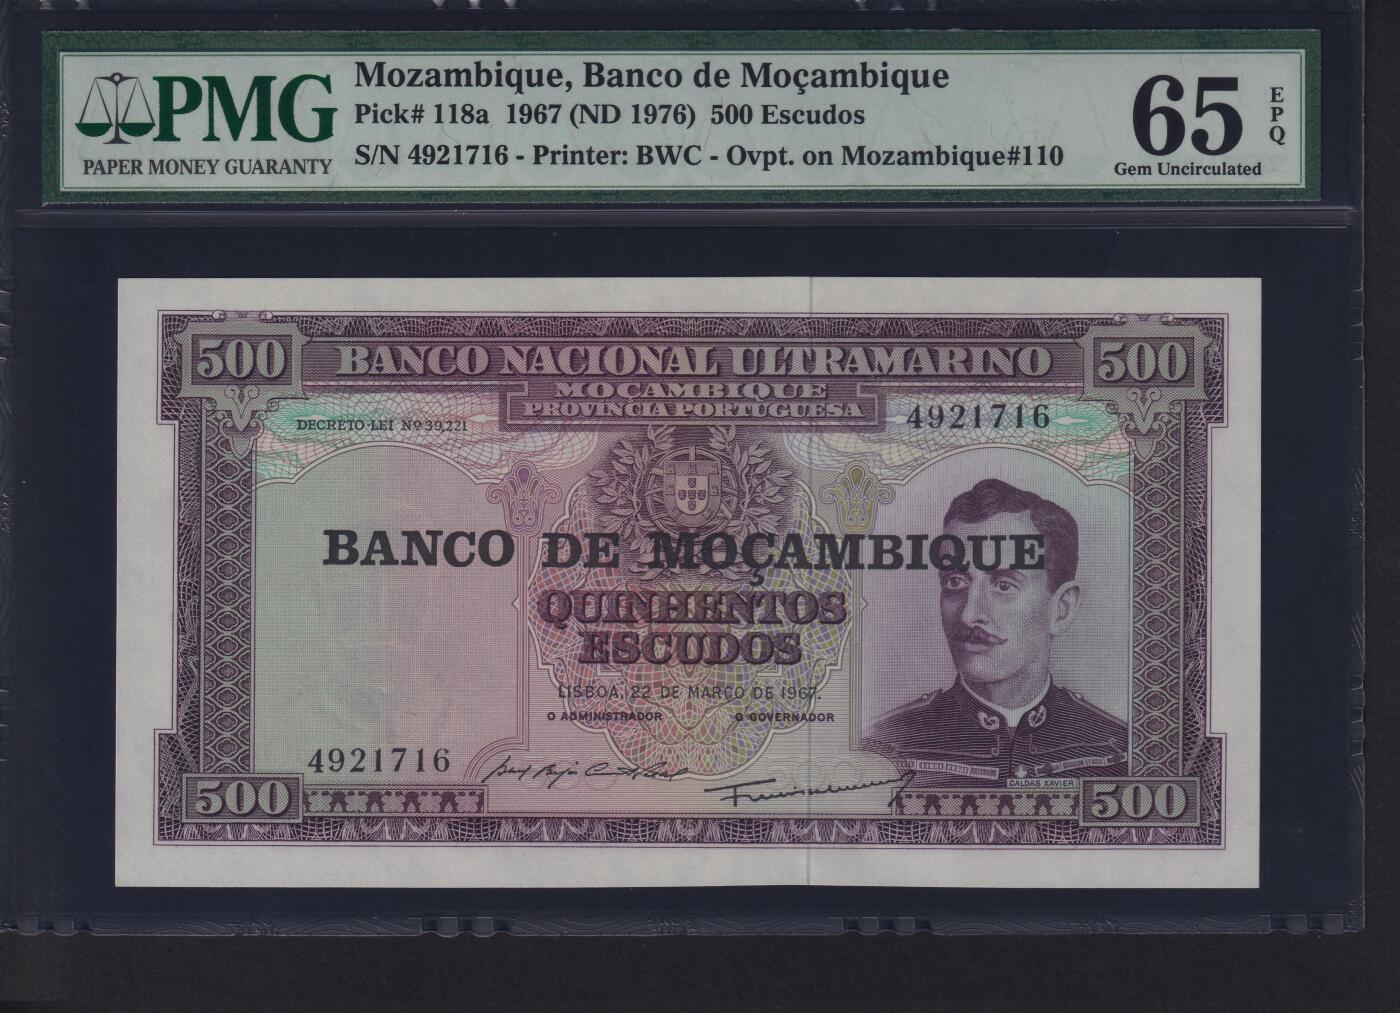 PMG
PAPER MONEY GUARANTY
Mozambique, Banco de Moçambique
Pick# 118a 1967 (ND 1976) 500 Escudos
S/N 4921716 - Printer: BWC - Ovpt. on Mozambique#110
65
EPQ
Gem Uncirculated
500
BANCO NACIONAL ULTRAMARINO
500
MOÇAMBIQUE
PROVINCIA PORTUGUESA
DECRETO-LEI Nº 39,221
4921716
BANCO DE MOÇAMBIQUE
QUINHENTOS
ESCUDOS
LISBOA, 22 DE MARÇO DE 1967.
O ADMINISTRADOR
O GOVERNADOR
4921716
CALDAS XAVIER
500
500